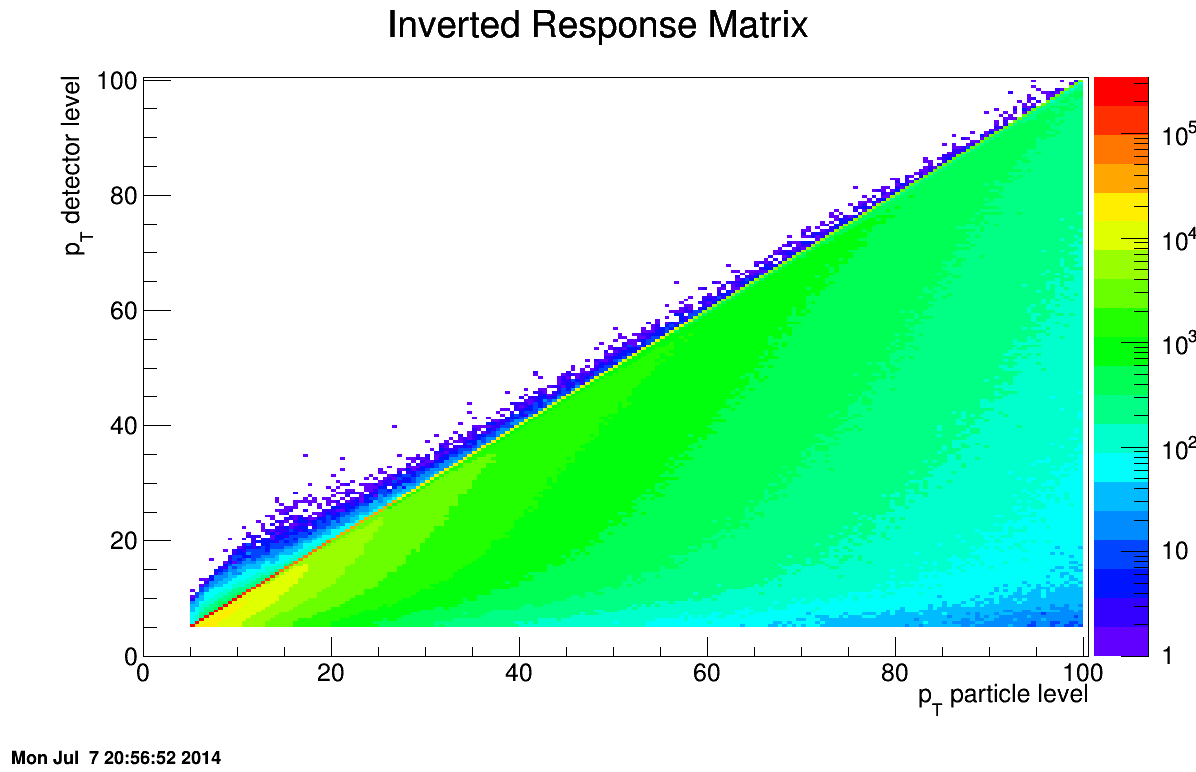 Inverted Response Matrix
p_T detector level
100
80
60
40
20
0
0 20 40 60 80 100
p_T particle level
10^5
10^4
10^3
10^2
10
1
Mon Jul  7 20:56:52 2014